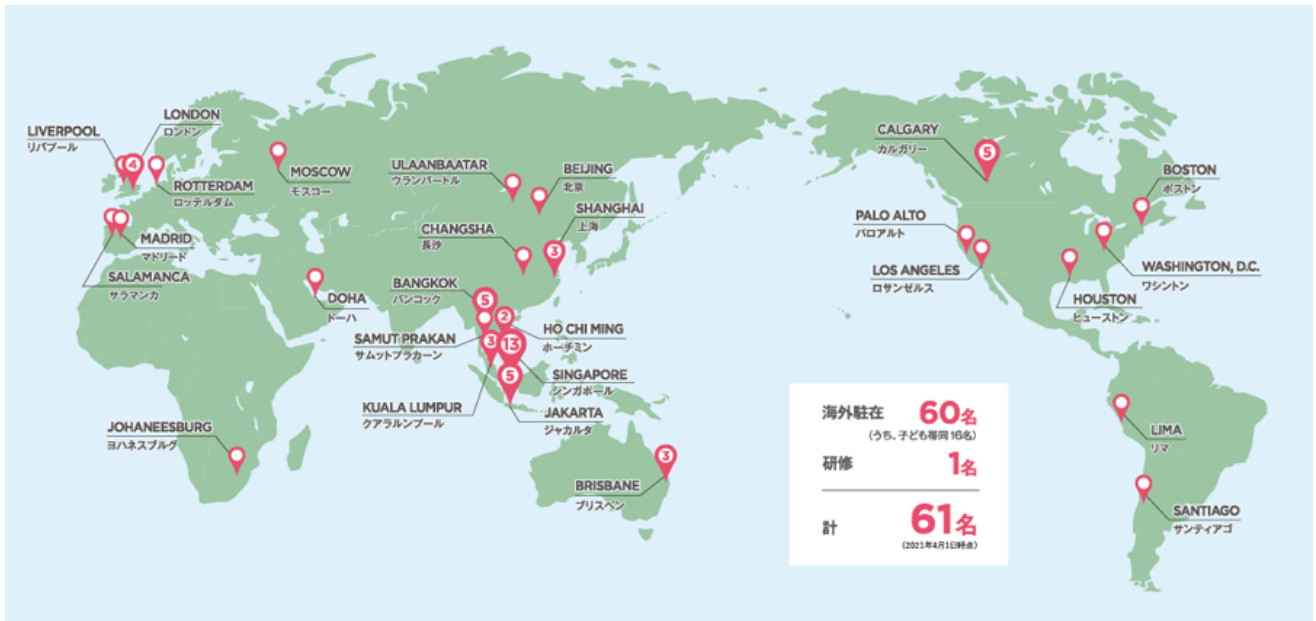 LONDON
ロンドン
LIVERPOOL
リバプール
4
ROTTERDAM
ロッテルダム
MOSCOW
モスコー
MADRID
マドリード
SALAMANCA
サラマンカ
DOHA
ドーハ
JOHANEESBURG
ヨハネスブルグ
ULAANBAATAR
ウランバートル
BEIJING
北京
SHANGHAI
上海
3
CHANGSHA
長沙
BANGKOK
バンコック
5
SAMUT PRAKAN
サムットプラカーン
2
HO CHI MING
ホーチミン
3
13
SINGAPORE
シンガポール
KUALA LUMPUR
クアラルンプール
5
JAKARTA
ジャカルタ
3
BRISBANE
ブリスベン
CALGARY
カルガリー
5
BOSTON
ボストン
PALO ALTO
パロアルト
LOS ANGELES
ロサンゼルス
WASHINGTON, D.C.
ワシントン
HOUSTON
ヒューストン
LIMA
リマ
SANTIAGO
サンティアゴ
海外駐在 60名
(うち、子ども帯同16名)
研修 1名
計 61名
(2021年4月1日時点)